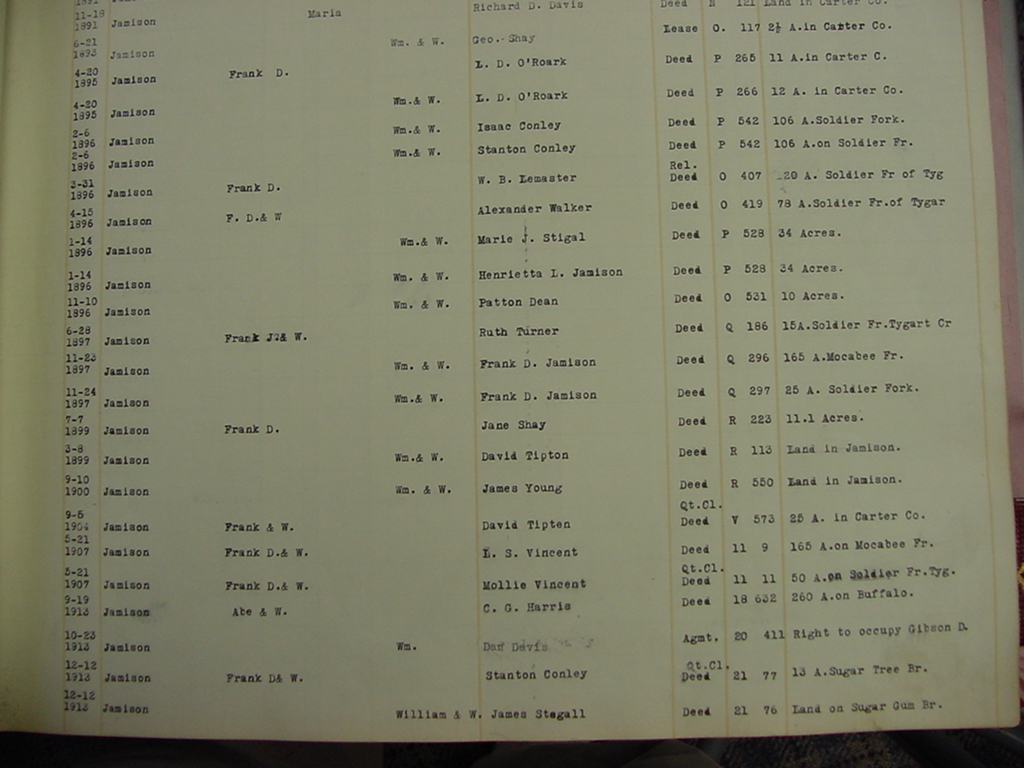 1891
11-18 Maria Richard D. Davis Deed N 121 Land in Carter Co.
1891 Jamison
6-21 Wm. & W. Geo. Shay Lease O. 117 2½ A.in Carter Co.
1893 Jamison
4-20 Frank D. L. D. O'Roark Deed P 265 11 A.in Carter C.
1895 Jamison
4-20 Wm.& W. L. D. O'Roark Deed P 266 12 A. in Carter Co.
1895 Jamison
2-6 Wm.& W. Isaac Conley Deed P 542 106 A.Soldier Fork.
1896 Jamison
2-6 Wm.& W. Stanton Conley Deed P 542 106 A.on Soldier Fr.
1896 Jamison
Rel.
3-31 Frank D. W. B. Lemaster Deed O 407 20 A. Soldier Fr of Tyg
1896 Jamison
4-15 F. D.& W Alexander Walker Deed O 419 78 A.Soldier Fr.of Tygar
1896 Jamison
1-14 Wm.& W. Marie J. Stigal Deed P 528 34 Acres.
1896 Jamison
1-14 Wm. & W. Henrietta L. Jamison Deed P 528 34 Acres.
1896 Jamison
11-10 Wm. & W. Patton Dean Deed O 531 10 Acres.
1896 Jamison
6-28 Frank J.& W. Ruth Turner Deed Q 186 15A.Soldier Fr.Tygart Cr
1897 Jamison
11-23 Wm. & W. Frank D. Jamison Deed Q 296 165 A.Mocabee Fr.
1897 Jamison
11-24 Wm.& W. Frank D. Jamison Deed Q 297 25 A. Soldier Fork.
1897 Jamison
7-7 Frank D. Jane Shay Deed R 223 11.1 Acres.
1899 Jamison
3-8 Wm.& W. David Tipton Deed R 113 Land in Jamison.
1899 Jamison
9-10 Wm. & W. James Young Deed R 550 Land in Jamison.
1900 Jamison
Qt.Cl.
9-5 Frank & W. David Tipten Deed V 573 25 A. in Carter Co.
1904 Jamison
5-21 Frank D.& W. L. S. Vincent Deed 11 9 165 A.on Mocabee Fr.
1907 Jamison
Qt.Cl.
5-21 Frank D.& W. Mollie Vincent Deed 11 11 50 A.on Soldier Fr.Tyg.
1907 Jamison
9-19 Abe & W. C. G. Harris Deed 18 632 260 A.on Buffalo.
1913 Jamison
10-23 Wm. Dan Davis Agmt. 20 411 Right to occupy Gibson D.
1913 Jamison
Qt.Cl.
12-12 Frank D& W. Stanton Conley Deed 21 77 13 A.Sugar Tree Br.
1913 Jamison
12-12 William & W. James Stegall Deed 21 76 Land on Sugar Gum Br.
1913 Jamison